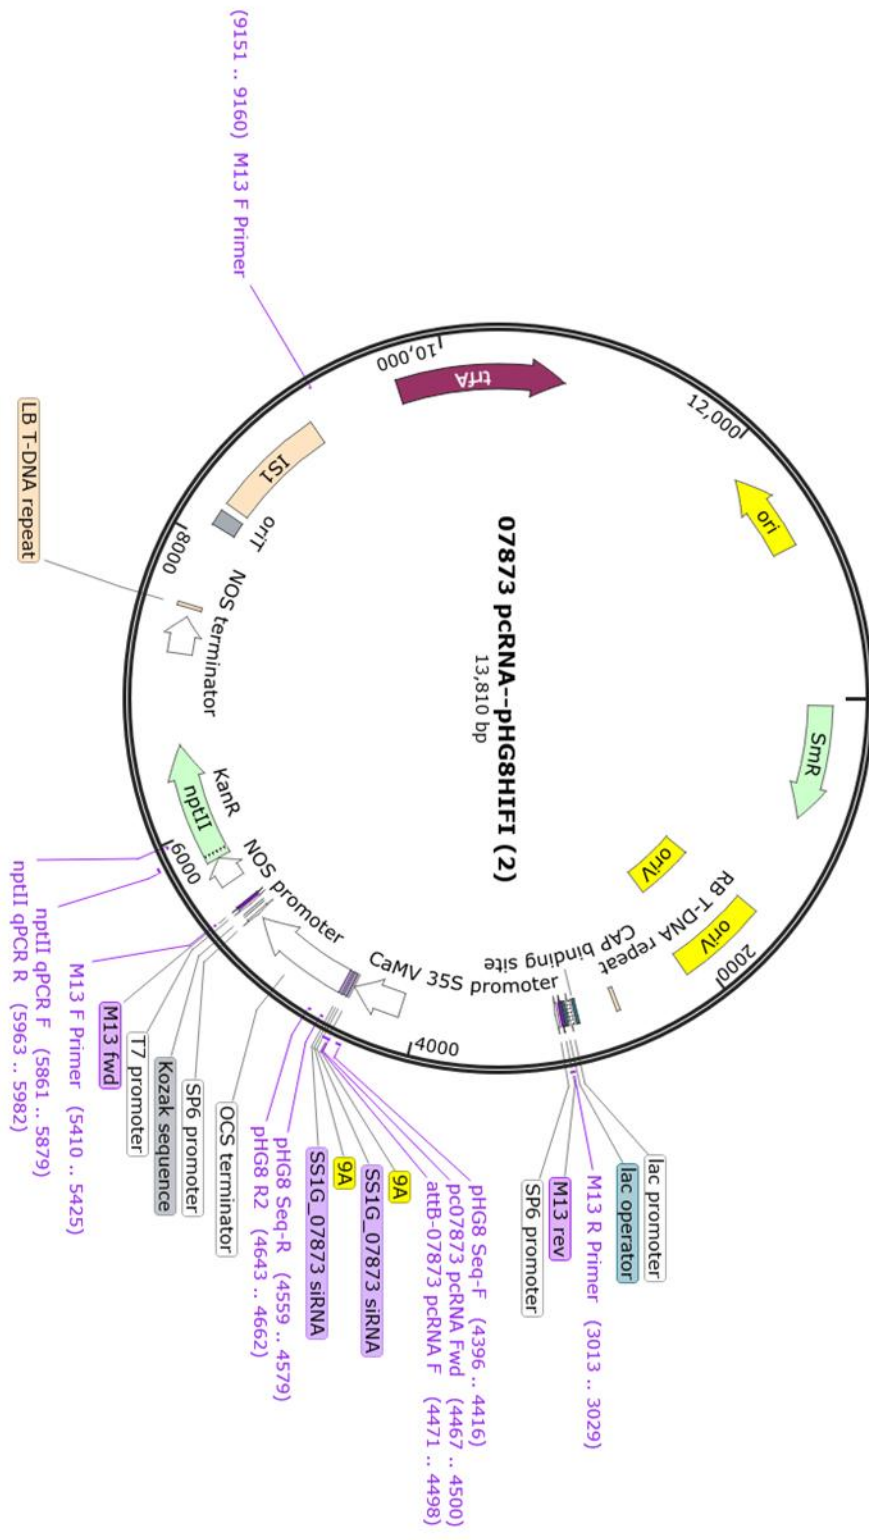 07873 pcRNA--pHG8HIFI (2)
13,810 bp
(9151 .. 9160) M13 F Primer
LB T-DNA repeat
trfA
10,000
12,000
ori
IS1
oriT
8000
NOS terminator
SmR
oriV
oriV
2000
RB T-DNA repeat
CAP binding site
KanR
nptII
6000
NOS promoter
CaMV 35S promoter
4000
lac promoter
lac operator
M13 R Primer (3013 .. 3029)
M13 rev
SP6 promoter
pHG8 Seq-F (4396 .. 4416)
pc07873 pcRNA Fwd (4467 .. 4500)
attB-07873 pcRNA F (4471 .. 4498)
9A
SS1G_07873 siRNA
9A
SS1G_07873 siRNA
pHG8 Seq-R (4559 .. 4579)
pHG8 R2 (4643 .. 4662)
OCS terminator
SP6 promoter
Kozak sequence
T7 promoter
M13 fwd
M13 F Primer (5410 .. 5425)
nptII qPCR F (5861 .. 5879)
nptII qPCR R (5963 .. 5982)